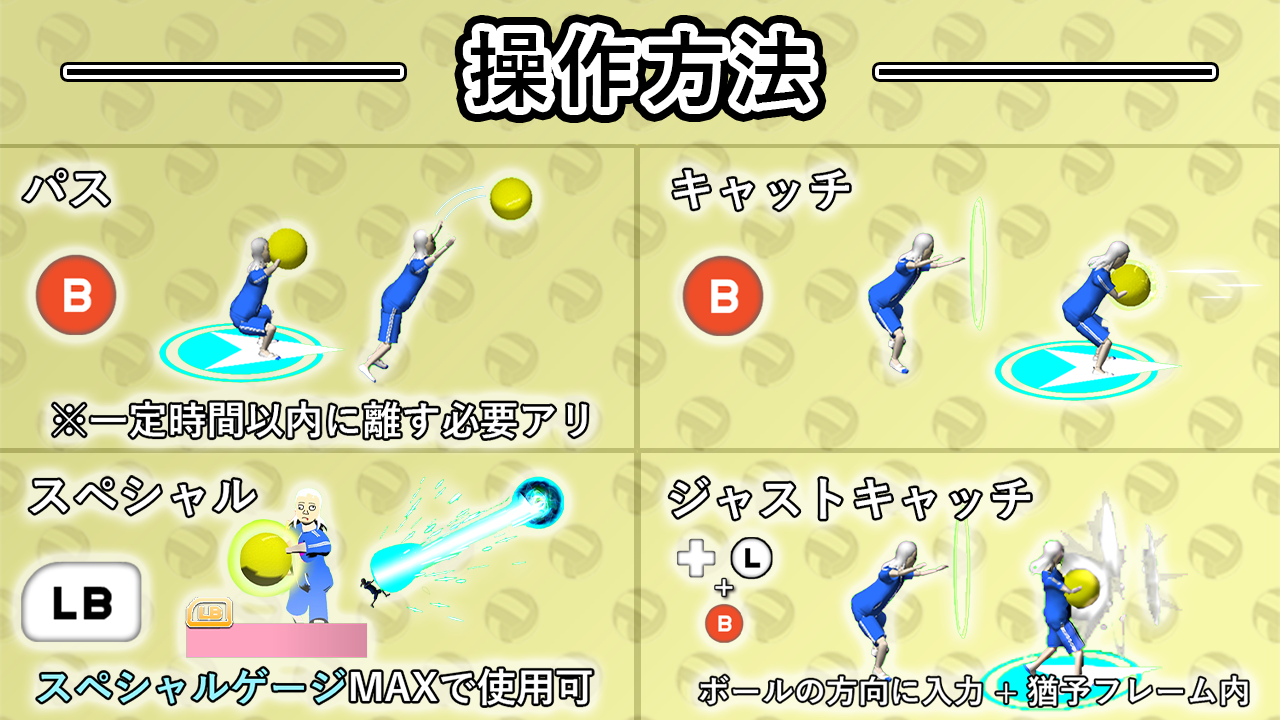 操作方法
パス
B
※一定時間以内に離す必要アリ
キャッチ
B
スペシャル
LB
LB
スペシャルゲージMAXで使用可
ジャストキャッチ
L
+
B
ボールの方向に入力 + 猶予フレーム内